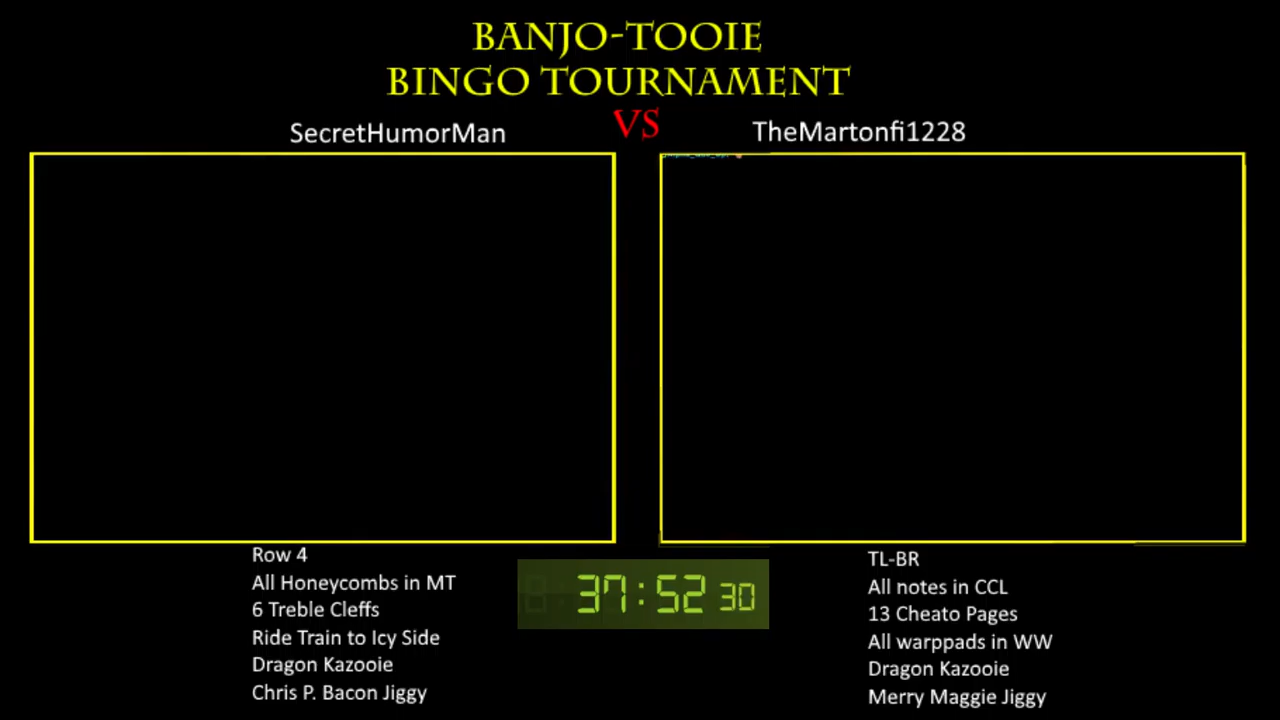 BANJO-TOOIE
BINGO TOURNAMENT
VS
SecretHumorMan
TheMartonfi1228
Row 4
All Honeycombs in MT
6 Treble Cleffs
Ride Train to Icy Side
Dragon Kazooie
Chris P. Bacon Jiggy
37:52 30
TL-BR
All notes in CCL
13 Cheato Pages
All warppads in WW
Dragon Kazooie
Merry Maggie Jiggy